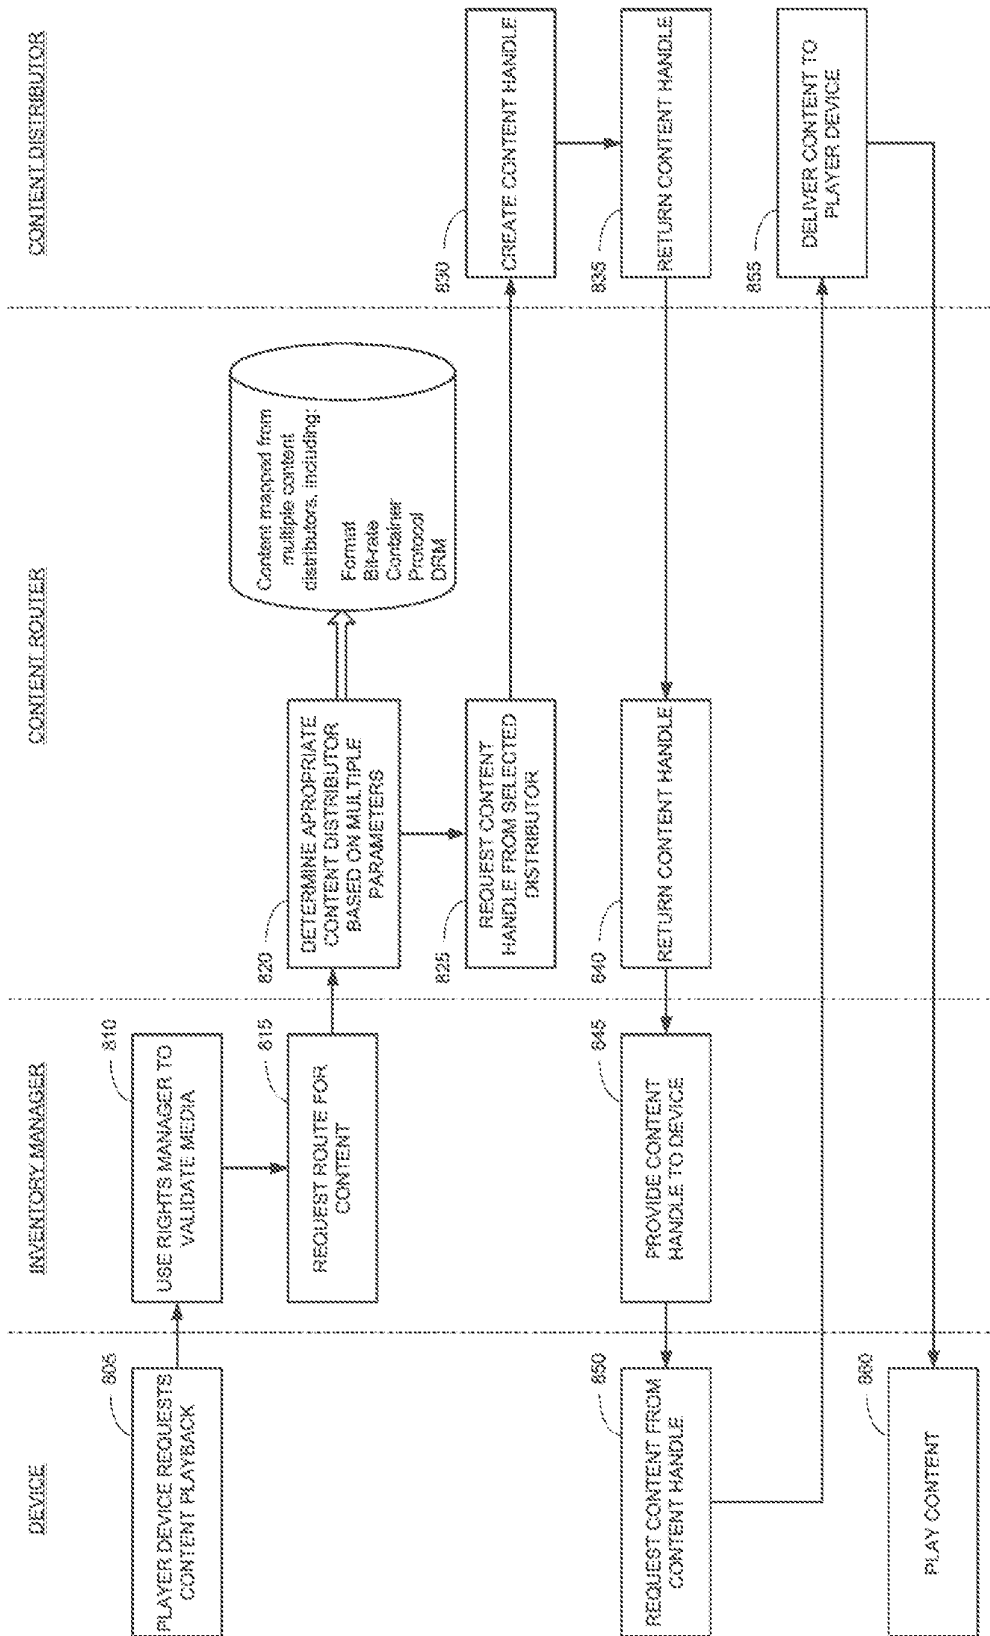 DEVICE
INVENTORY MANAGER
CONTENT ROUTER
CONTENT DISTRIBUTOR
805
PLAYER DEVICE REQUESTS
CONTENT PLAYBACK
810
USE RIGHTS MANAGER TO
VALIDATE MEDIA
815
REQUEST ROUTE FOR
CONTENT
820
DETERMINE APROPRIATE
CONTENT DISTRIBUTOR
BASED ON MULTIPLE
PARAMETERS
Content mapped from
multiple content
distributors, including:
Format
Bit-rate
Container
Protocol
DRM
825
REQUEST CONTENT
HANDLE FROM SELECTED
DISTRIBUTOR
830
CREATE CONTENT HANDLE
835
RETURN CONTENT HANDLE
840
RETURN CONTENT HANDLE
845
PROVIDE CONTENT
HANDLE TO DEVICE
850
REQUEST CONTENT FROM
CONTENT HANDLE
855
DELIVER CONTENT TO
PLAYER DEVICE
860
PLAY CONTENT